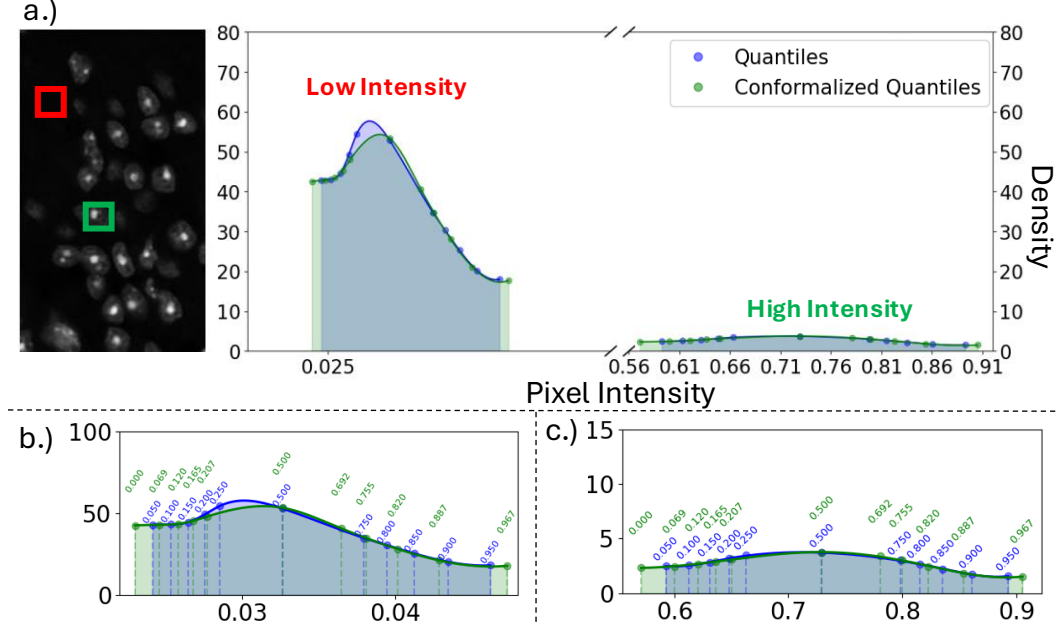 a.)
80
70
60
50
40
30
20
10
0
Low Intensity
Quantiles
Conformalized Quantiles
High Intensity
80
70
60
50
40
30
20
10
0
Density
0.025
0.56 0.61 0.66 0.71 0.76 0.81 0.86 0.91
Pixel Intensity
b.)
100
50
0
0.000 0.069 0.120 0.165 0.207 0.500 0.692 0.755 0.820 0.887 0.967
0.050 0.100 0.150 0.200 0.250 0.500 0.750 0.800 0.850 0.900 0.950
0.03 0.04
c.)
15
10
5
0
0.000 0.069 0.120 0.165 0.207 0.500 0.692 0.755 0.820 0.887 0.967
0.050 0.100 0.150 0.200 0.250 0.500 0.750 0.800 0.850 0.900 0.950
0.6 0.7 0.8 0.9